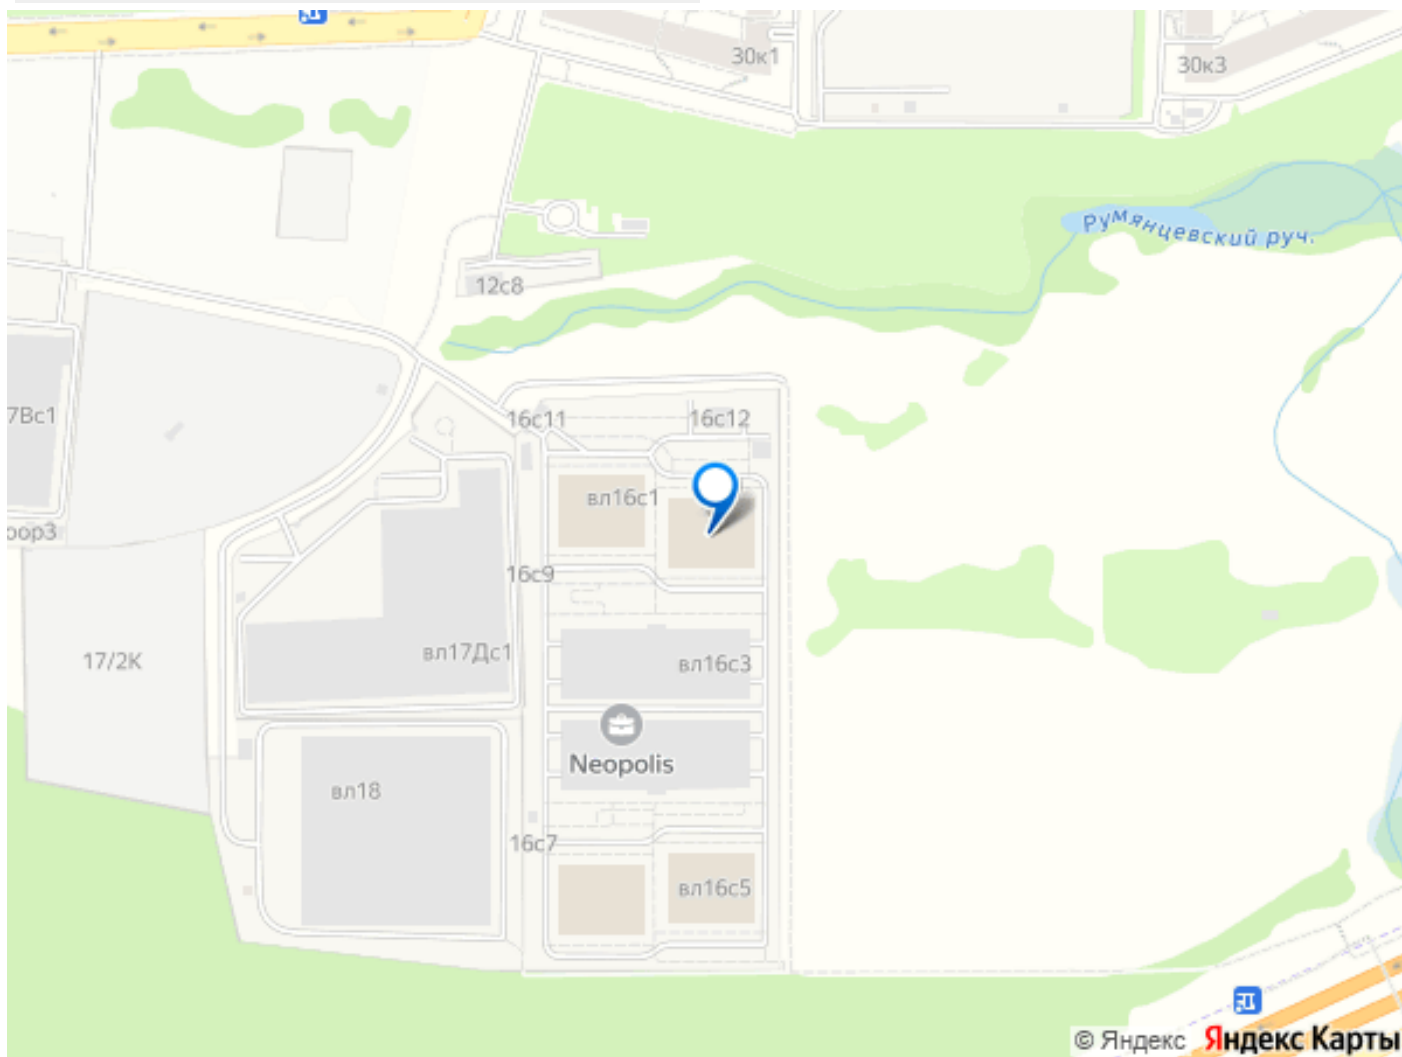 30к1
30к3
Румянцевский руч.
12с8
7Вс1
16с11
16с12
вл16с1
оор3
16с9
17/2К
вл17Дс1
вл16с3
Neopolis
вл18
16с7
вл16с5
© Яндекс Яндекс Карты